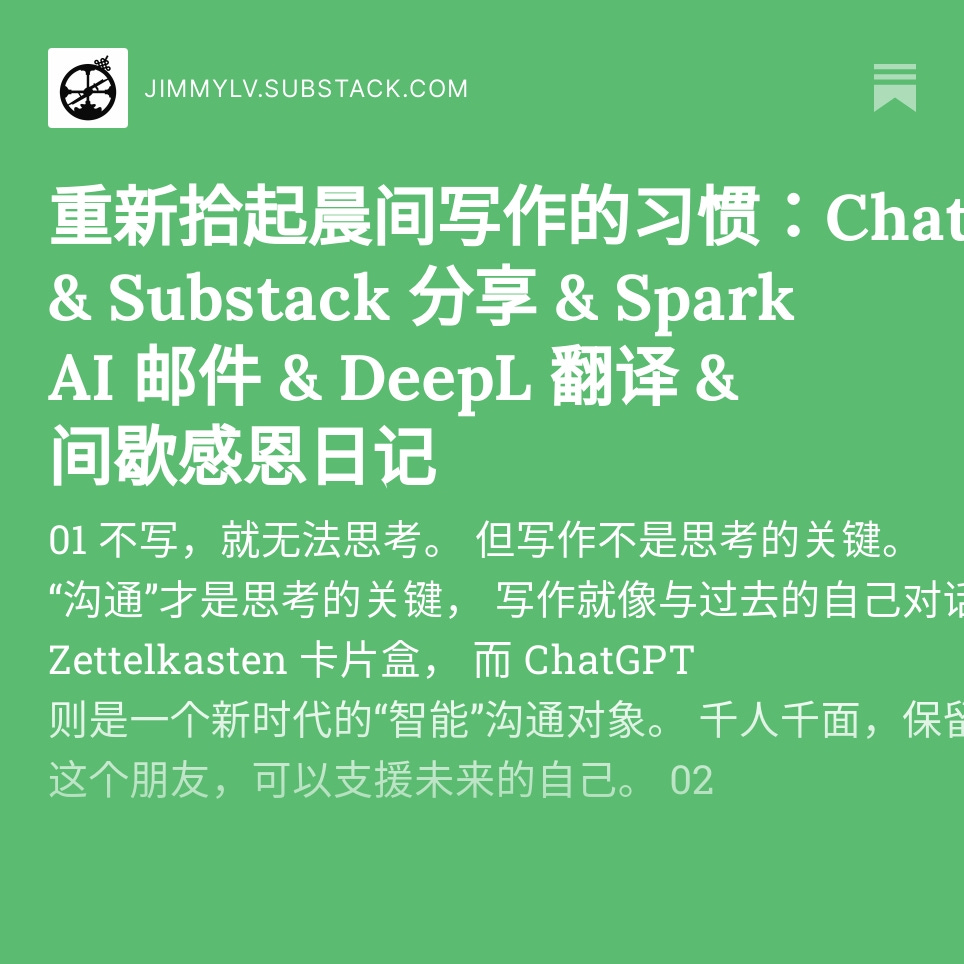 JIMMYLV.SUBSTACK.COM
重新拾起晨间写作的习惯：Chat
& Substack 分享 & Spark
AI 邮件 & DeepL 翻译 &
间歇感恩日记
01 不写，就无法思考。 但写作不是思考的关键。
“沟通”才是思考的关键， 写作就像与过去的自己对话
Zettelkasten 卡片盒， 而 ChatGPT
则是一个新时代的“智能”沟通对象。 千人千面，保留
这个朋友，可以支援未来的自己。 02